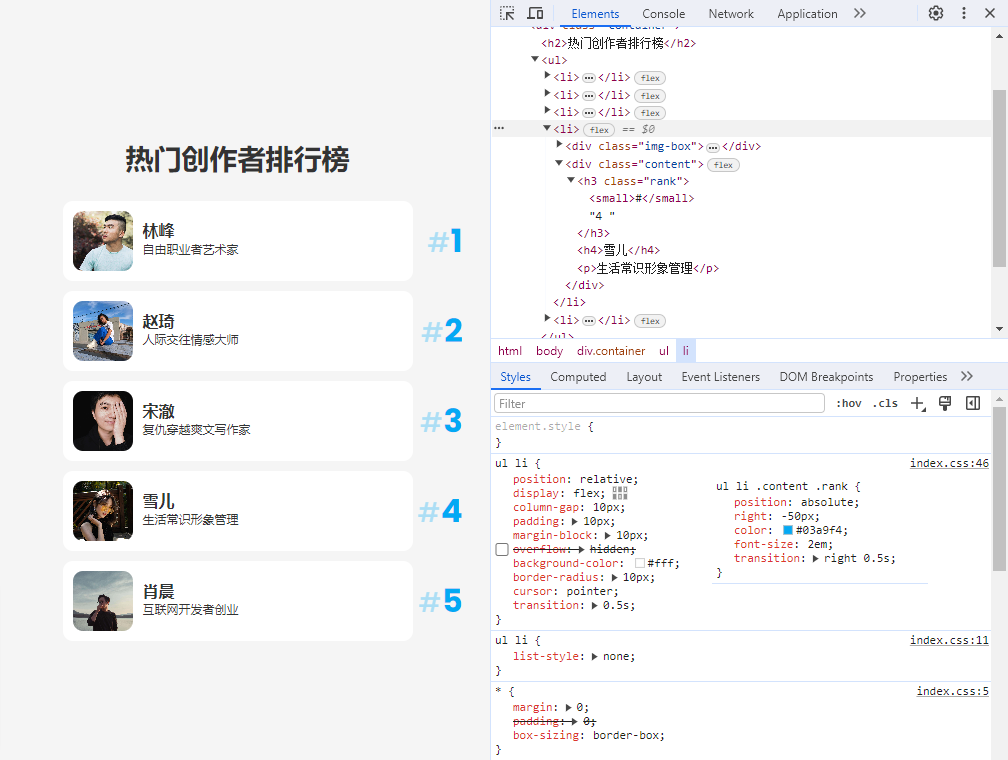 热门创作者排行榜
林峰
自由职业者艺术家
#1
赵琦
人际交往情感大师
#2
宋澈
复仇穿越爽文写作家
#3
雪儿
生活常识形象管理
#4
肖晨
互联网开发者创业
#5
Elements Console Network Application
<h2>热门创作者排行榜</h2>
<ul>
<li> ••• </li> flex
<li> ••• </li> flex
<li> ••• </li> flex
••• <li> flex == $0
<div class="img-box"> ••• </div>
<div class="content"> flex
<h3 class="rank">
<small>#</small>
"4 "
</h3>
<h4>雪儿</h4>
<p>生活常识形象管理</p>
</div>
</li>
<li> ••• </li> flex
</ul>
html body div.container ul li
Styles Computed Layout Event Listeners DOM Breakpoints Properties
Filter :hov .cls
element.style {
}
ul li { index.css:46
position: relative;
display: flex;
column-gap: 10px;
padding: 10px;
margin-block: 10px;
overflow: hidden;
background-color: #fff;
border-radius: 10px;
cursor: pointer;
transition: 0.5s;
}
ul li .content .rank {
position: absolute;
right: -50px;
color: #03a9f4;
font-size: 2em;
transition: right 0.5s;
}
ul li { index.css:11
list-style: none;
}
* { index.css:5
margin: 0;
padding: 0;
box-sizing: border-box;
}